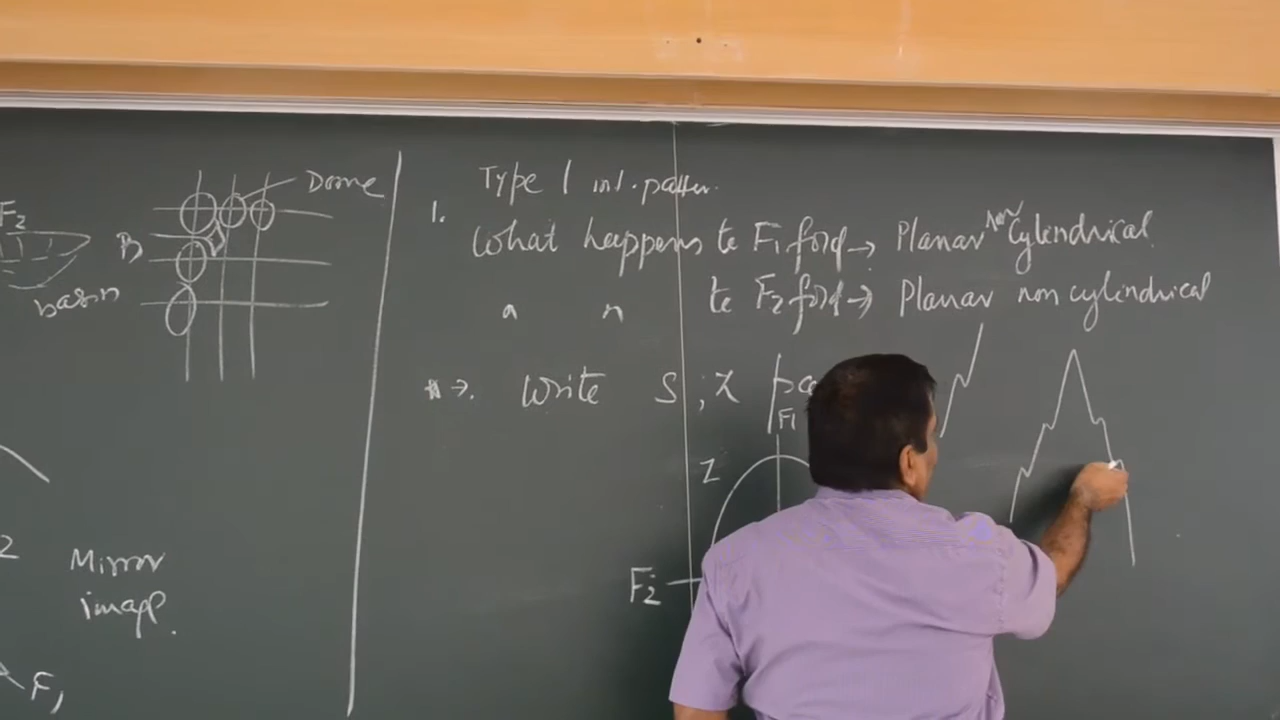 F2
B
basin
Dome
2
Mirror
image.
F1
Type 1 int. pattern.
1. What happens to F1 fold → Planar non Cylendrical
" " to F2 fold → Planar non cylindrical
→. Write S; Z
F1
Z
F2